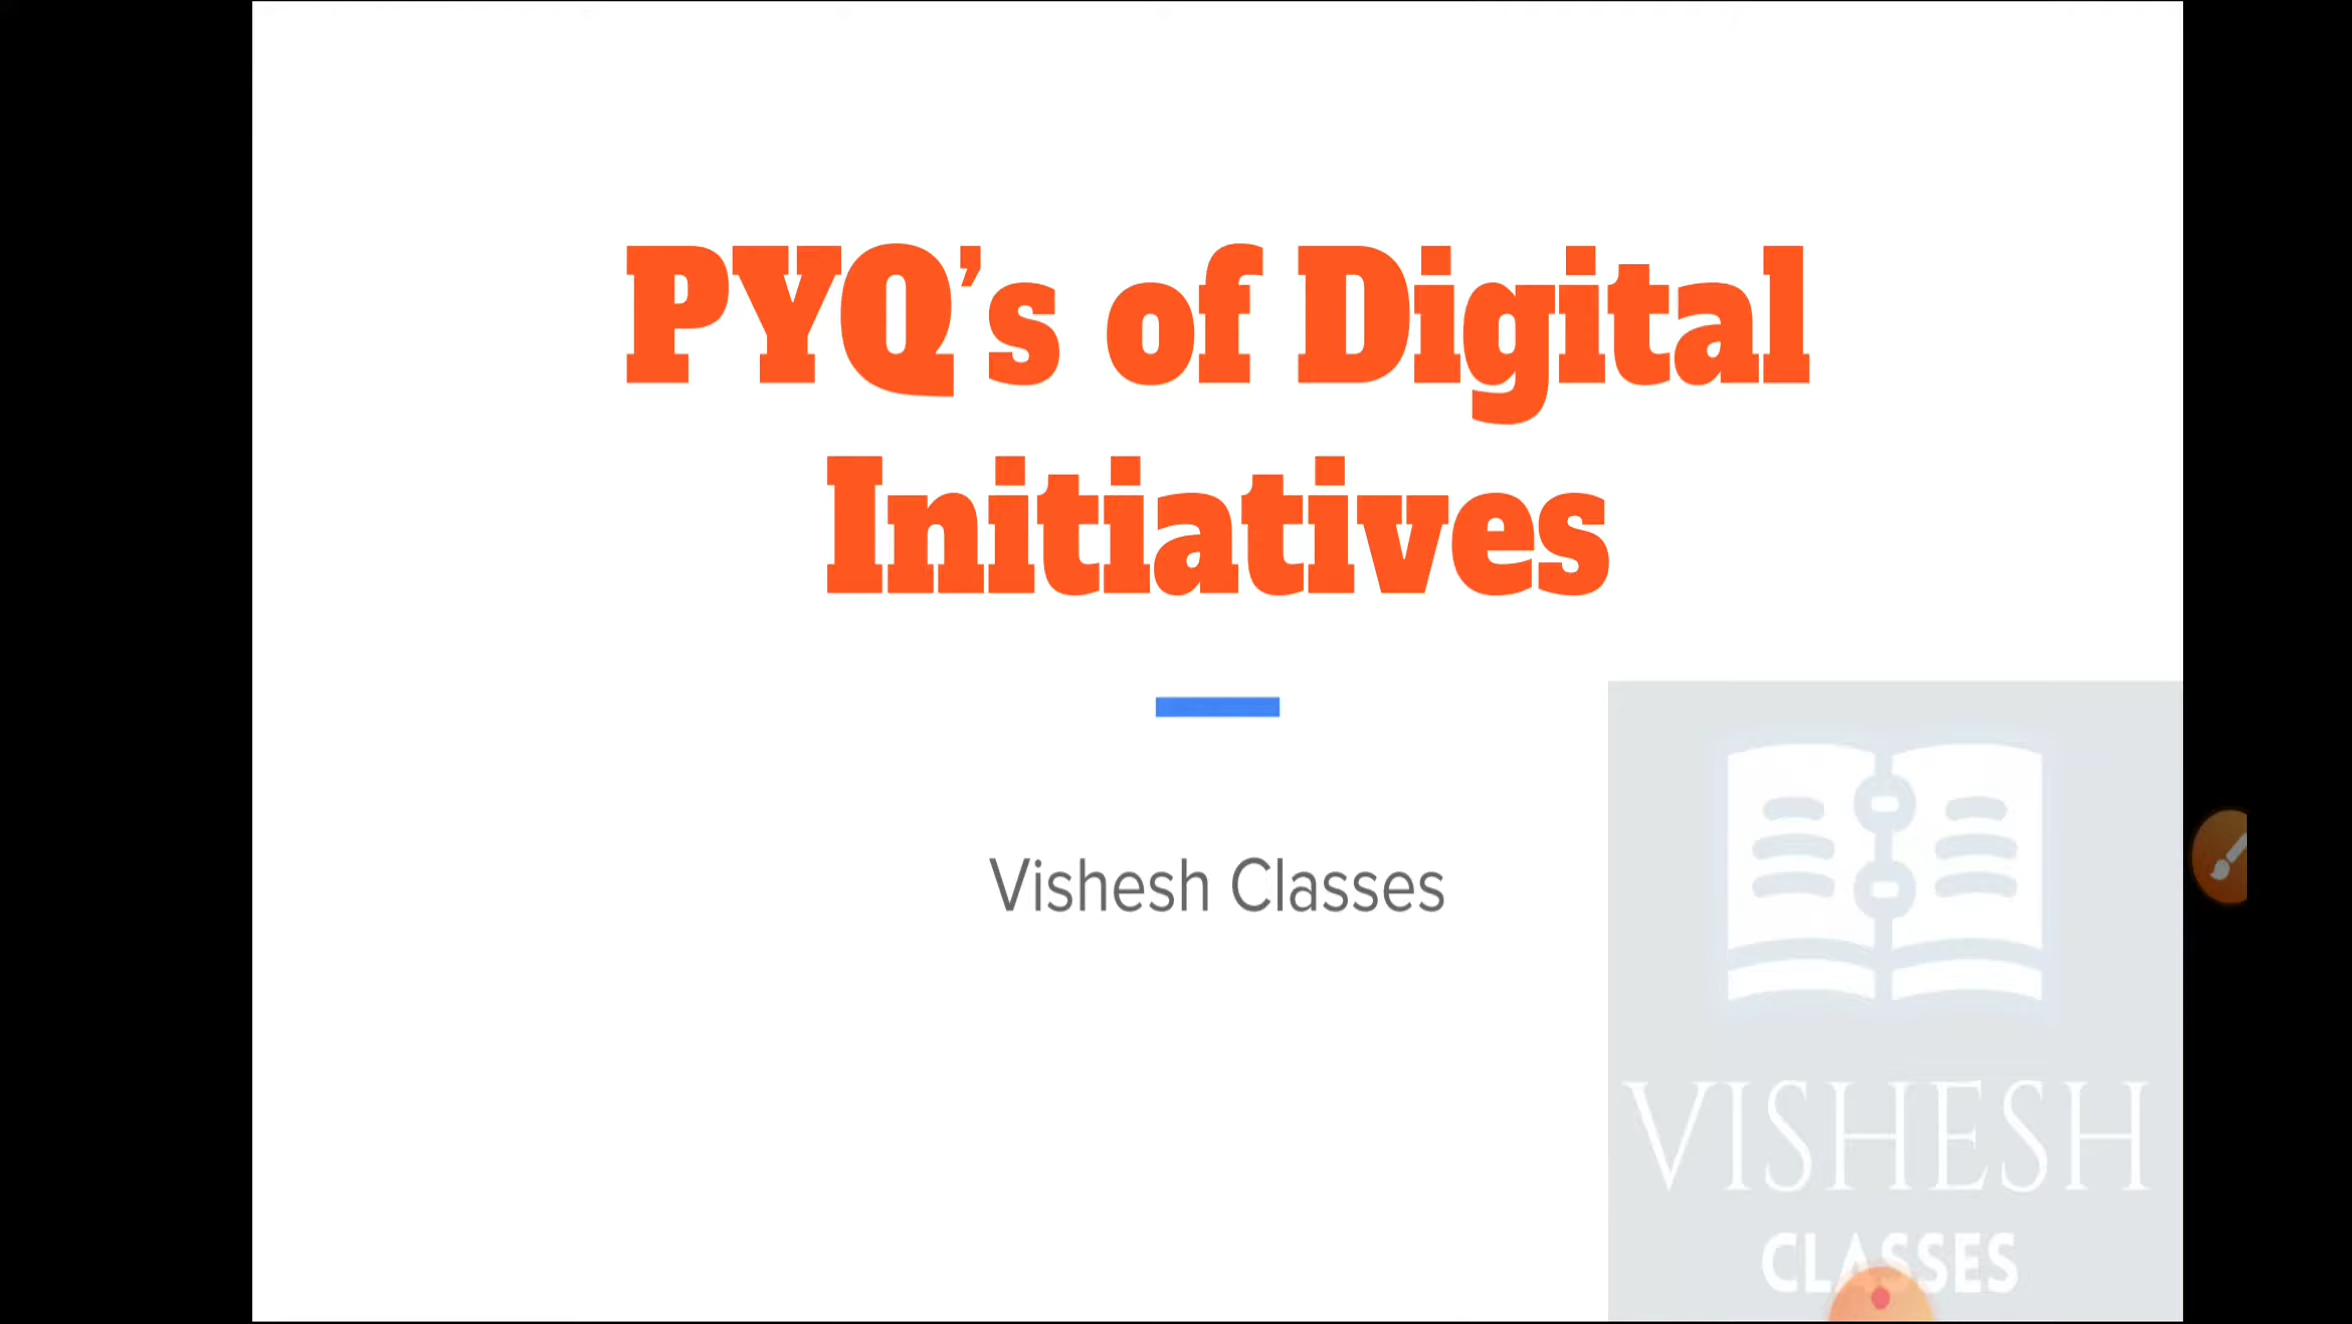 PYQ’s of Digital
Initiatives
Vishesh Classes
VISHESH
CLASSES